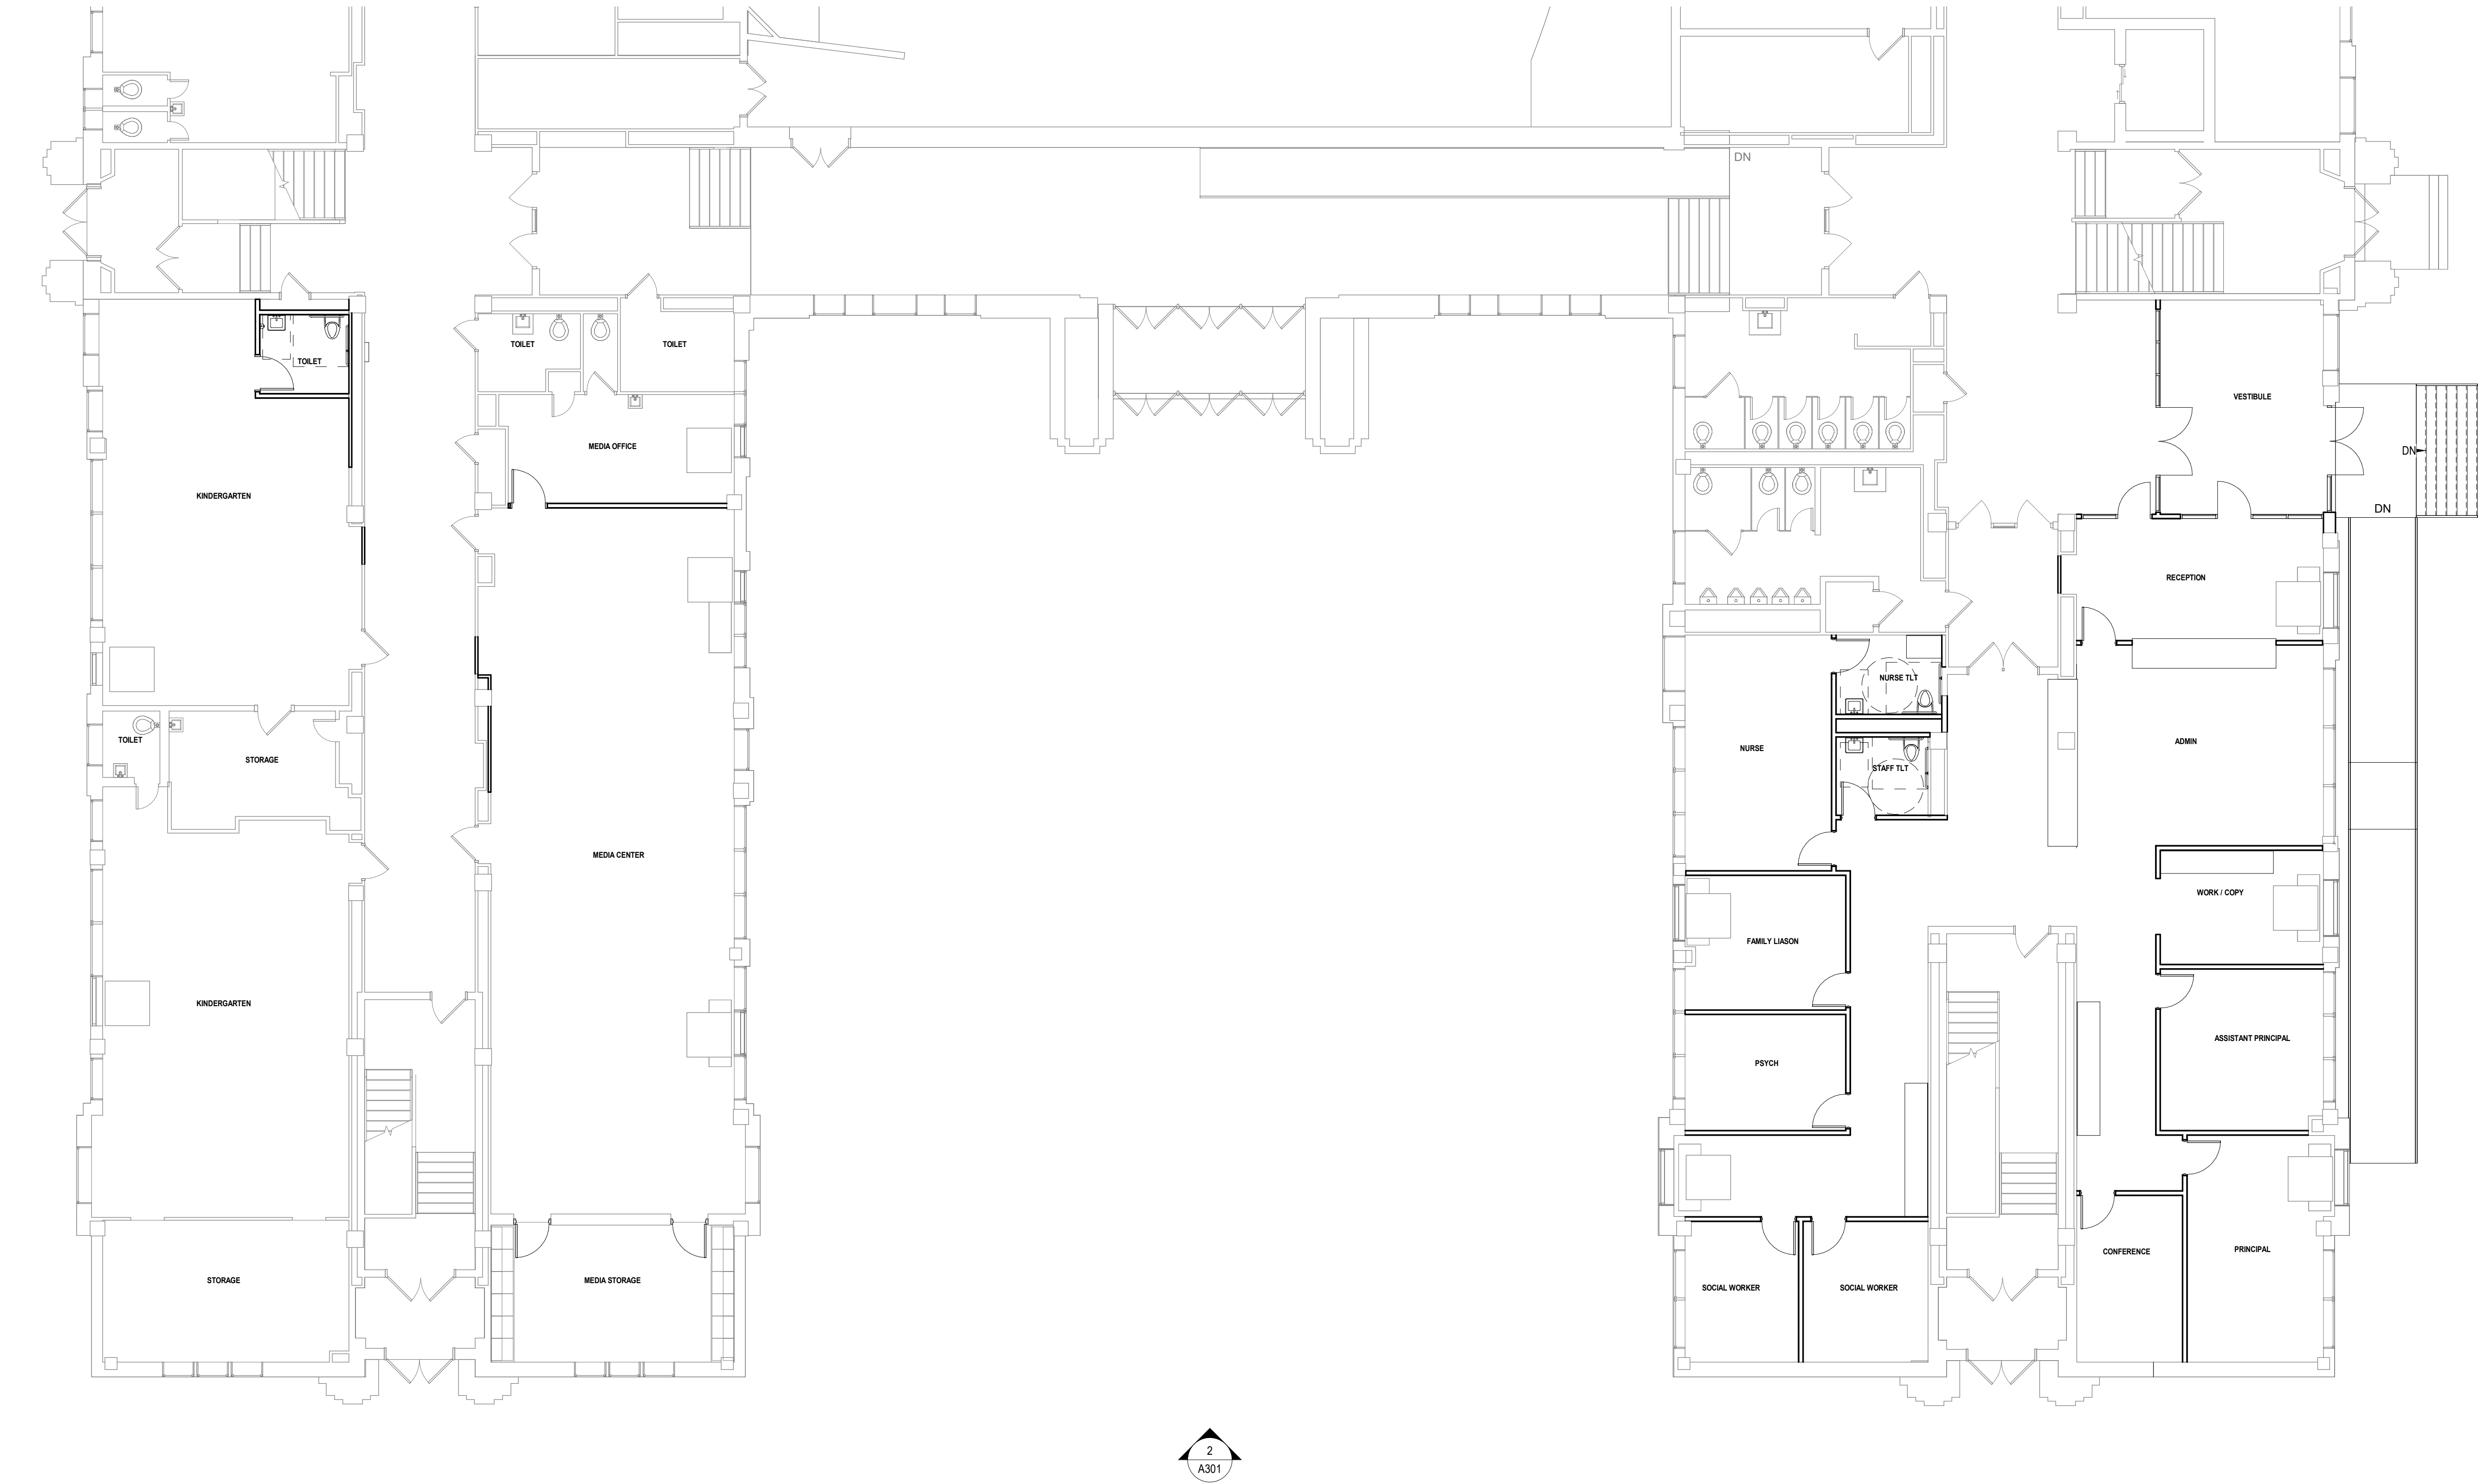 DN
TOILET
TOILET
TOILET
MEDIA OFFICE
VESTIBULE
DN
DN
KINDERGARTEN
RECEPTION
NURSE TLT
TOILET
STORAGE
NURSE
ADMIN
STAFF TLT
MEDIA CENTER
WORK / COPY
FAMILY LIASON
KINDERGARTEN
ASSISTANT PRINCIPAL
PSYCH
CONFERENCE
PRINCIPAL
STORAGE
MEDIA STORAGE
SOCIAL WORKER
SOCIAL WORKER
2
A301